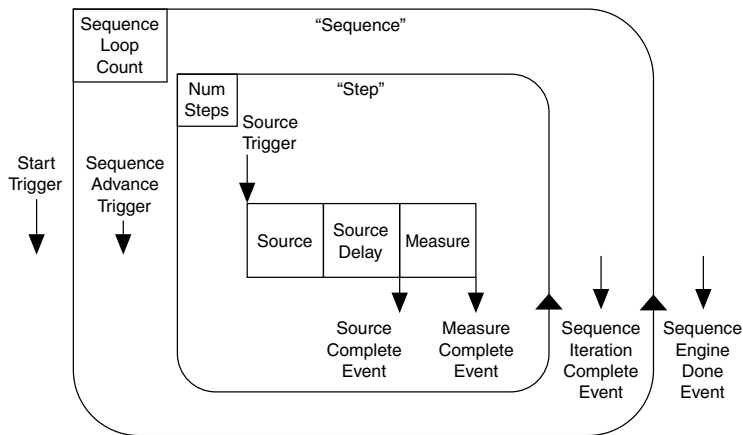 Sequence
Loop
Count
“Sequence”
Num
Steps
“Step”
Source
Trigger
Start
Trigger
Sequence
Advance
Trigger
Source
Source
Delay
Measure
Source
Complete
Event
Measure
Complete
Event
Sequence
Iteration
Complete
Event
Sequence
Engine
Done
Event